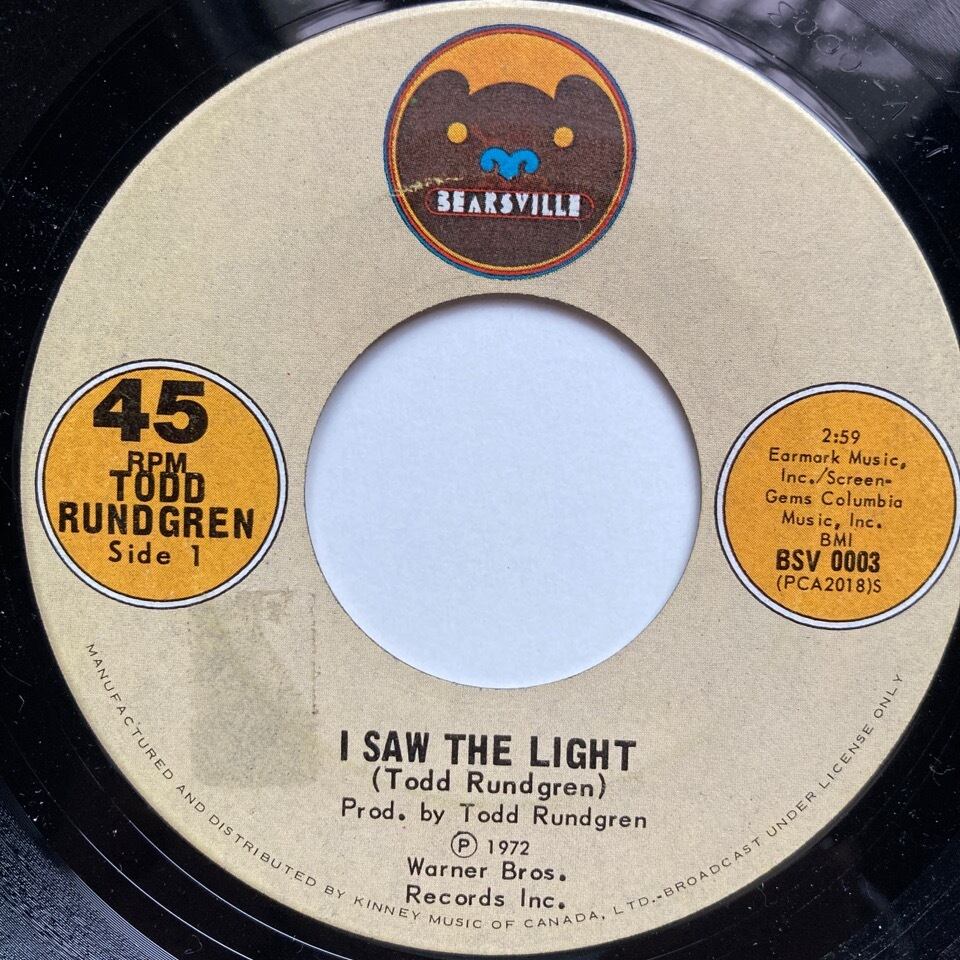 BEARSVILLE
45
RPM
TODD
RUNDGREN
Side 1
2:59
Earmark Music,
Inc./Screen-
Gems Columbia
Music, Inc.
BMI
BSV 0003
(PCA2018)S
I SAW THE LIGHT
(Todd Rundgren)
Prod. by Todd Rundgren
Ⓟ 1972
Warner Bros.
Records Inc.
MANUFACTURED AND DISTRIBUTED BY KINNEY MUSIC OF CANADA, LTD.-BROADCAST UNDER LICENSE ONLY